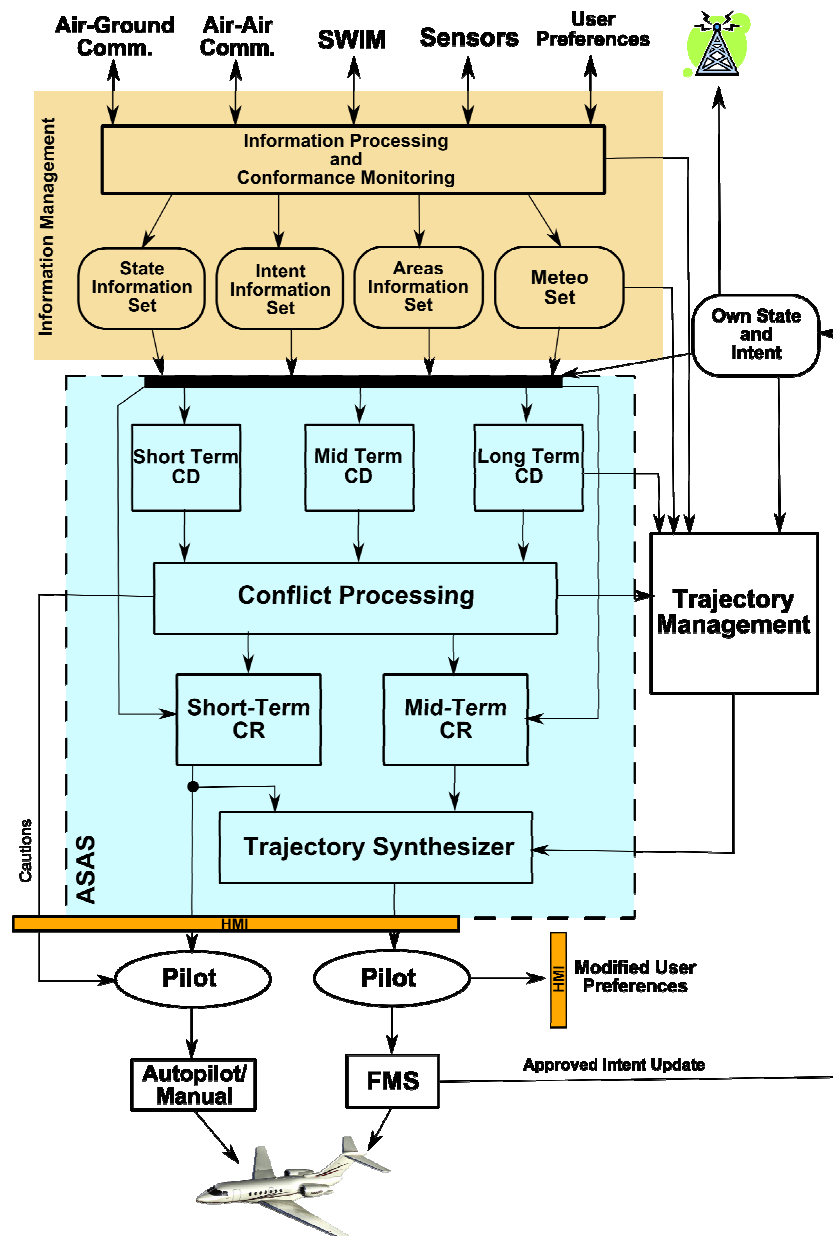 Air-Ground
Comm.
Air-Air
Comm.
SWIM
Sensors
User
Preferences
Information Management
Information Processing
and
Conformance Monitoring
State
Information
Set
Intent
Information
Set
Areas
Information
Set
Meteo
Set
Own State
and
Intent
Short Term
CD
Mid Term
CD
Long Term
CD
Conflict Processing
Trajectory
Management
Short-Term
CR
Mid-Term
CR
Trajectory Synthesizer
Cautions
ASAS
HMI
Pilot
Pilot
HMI
Modified User
Preferences
Autopilot/
Manual
FMS
Approved Intent Update